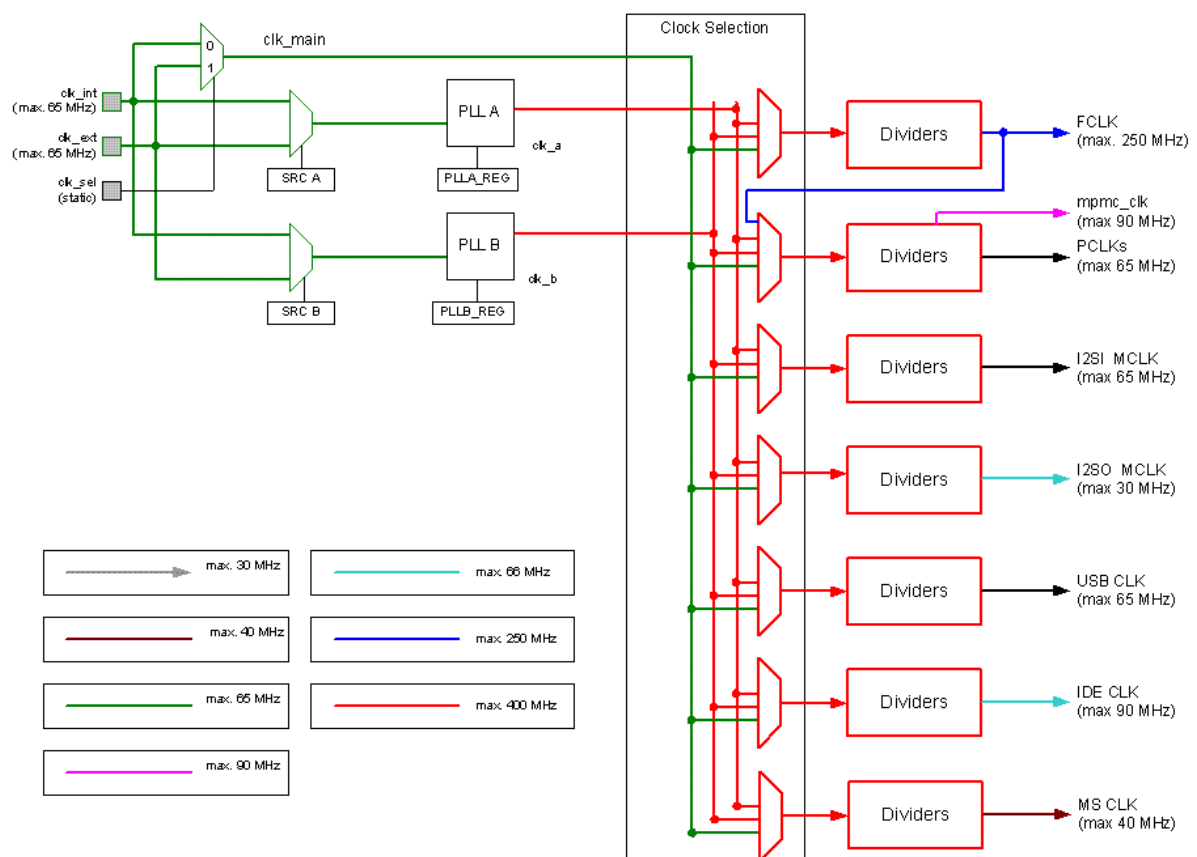 Clock Selection
clk_main
0
1
clk_int
(max. 65 MHz)
clk_ext
(max. 65 MHz)
clk_sel
(static)
SRC A
PLL A
clk_a
PLLA_REG
SRC B
PLL B
clk_b
PLLB_REG
Dividers
FCLK
(max. 250 MHz)
mpmc_clk
(max 90 MHz)
Dividers
PCLKs
(max 65 MHz)
Dividers
I2SI MCLK
(max 65 MHz)
Dividers
I2SO MCLK
(max 30 MHz)
Dividers
USB CLK
(max 65 MHz)
Dividers
IDE CLK
(max 90 MHz)
Dividers
MS CLK
(max 40 MHz)
max. 30 MHz
max. 66 MHz
max. 40 MHz
max. 250 MHz
max. 65 MHz
max. 400 MHz
max. 90 MHz